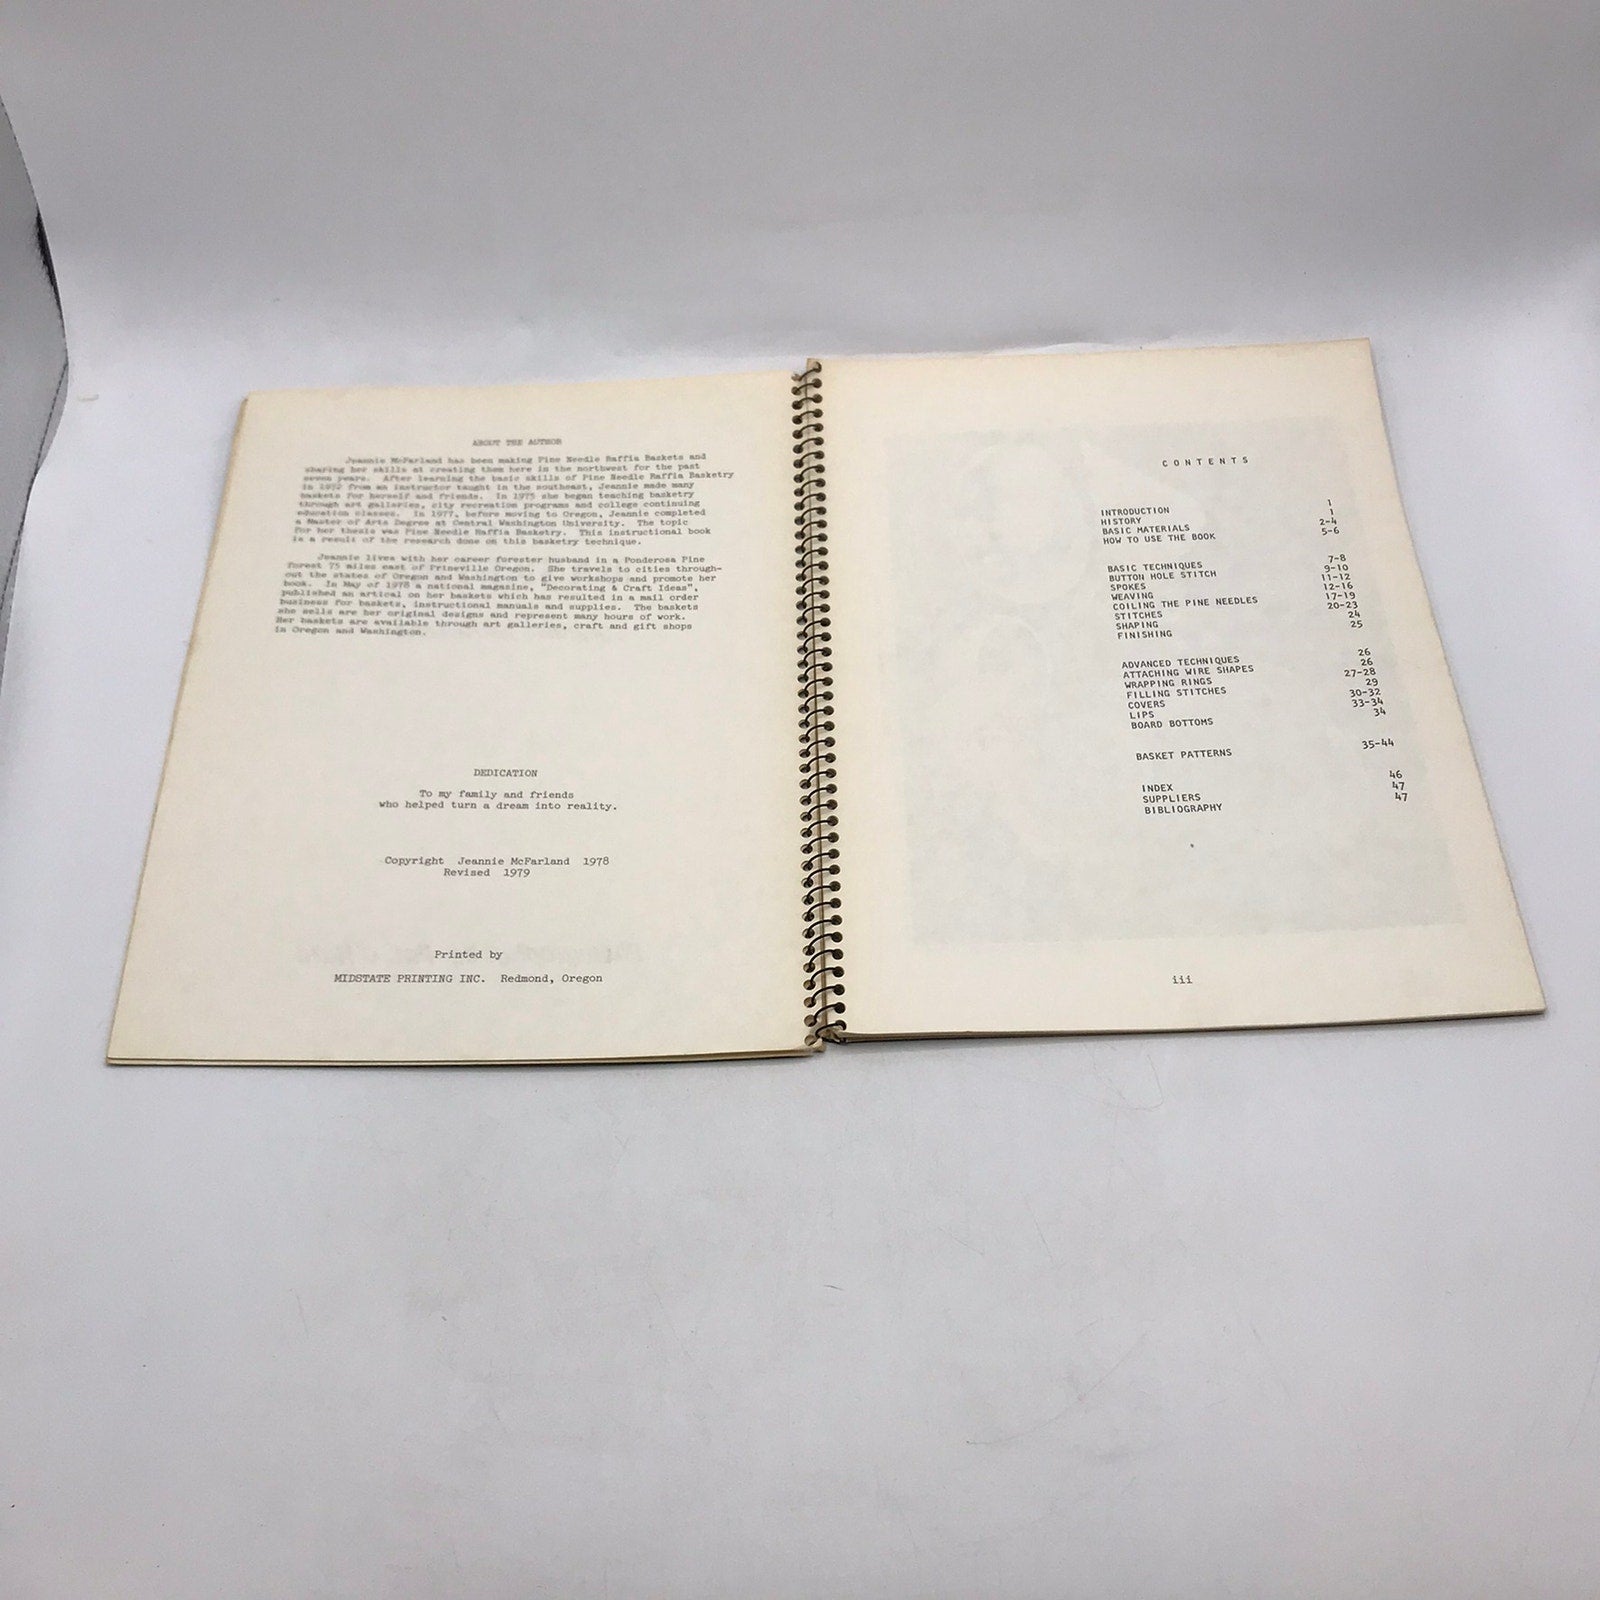 ABOUT THE AUTHOR
Jeannie McFarland has been making Pine Needle Raffia Baskets and
sharing her skills at creating them here in the northwest for the past
seven years. After learning the basic skills of Pine Needle Raffia Basketry
in 1972 from an instructor taught in the southeast, Jeannie made many
baskets for herself and friends. In 1975 she began teaching basketry
through art galleries, city recreation programs and college continuing
education classes. In 1977, before moving to Oregon, Jeannie completed
a Master of Arts Degree at Central Washington University. The topic
for her thesis was Pine Needle Raffia Basketry. This instructional book
is a result of the research done on this basketry technique.
Jeannie lives with her career forester husband in a Ponderosa Pine
forest 75 miles east of Prineville Oregon. She travels to cities through-
out the states of Oregon and Washington to give workshops and promote her
book. In May of 1978 a national magazine, "Decorating & Craft Ideas",
published an artical on her baskets which has resulted in a mail order
business for baskets, instructional manuals and supplies. The baskets
she sells are her original designs and represent many hours of work.
Her baskets are available through art galleries, craft and gift shops
in Oregon and Washington.
DEDICATION
To my family and friends
who helped turn a dream into reality.
Copyright Jeannie McFarland 1978
Revised 1979
Printed by
MIDSTATE PRINTING INC. Redmond, Oregon
CONTENTS
INTRODUCTION 1
HISTORY 1
BASIC MATERIALS 2-4
HOW TO USE THE BOOK 5-6
BASIC TECHNIQUES 7-8
BUTTON HOLE STITCH 9-10
SPOKES 11-12
WEAVING 12-16
COILING THE PINE NEEDLES 17-19
STITCHES 20-23
SHAPING 24
FINISHING 25
ADVANCED TECHNIQUES 26
ATTACHING WIRE SHAPES 26
WRAPPING RINGS 27-28
FILLING STITCHES 29
COVERS 30-32
LIPS 33-34
BOARD BOTTOMS 34
BASKET PATTERNS 35-44
INDEX 46
SUPPLIERS 47
BIBLIOGRAPHY 47
iii